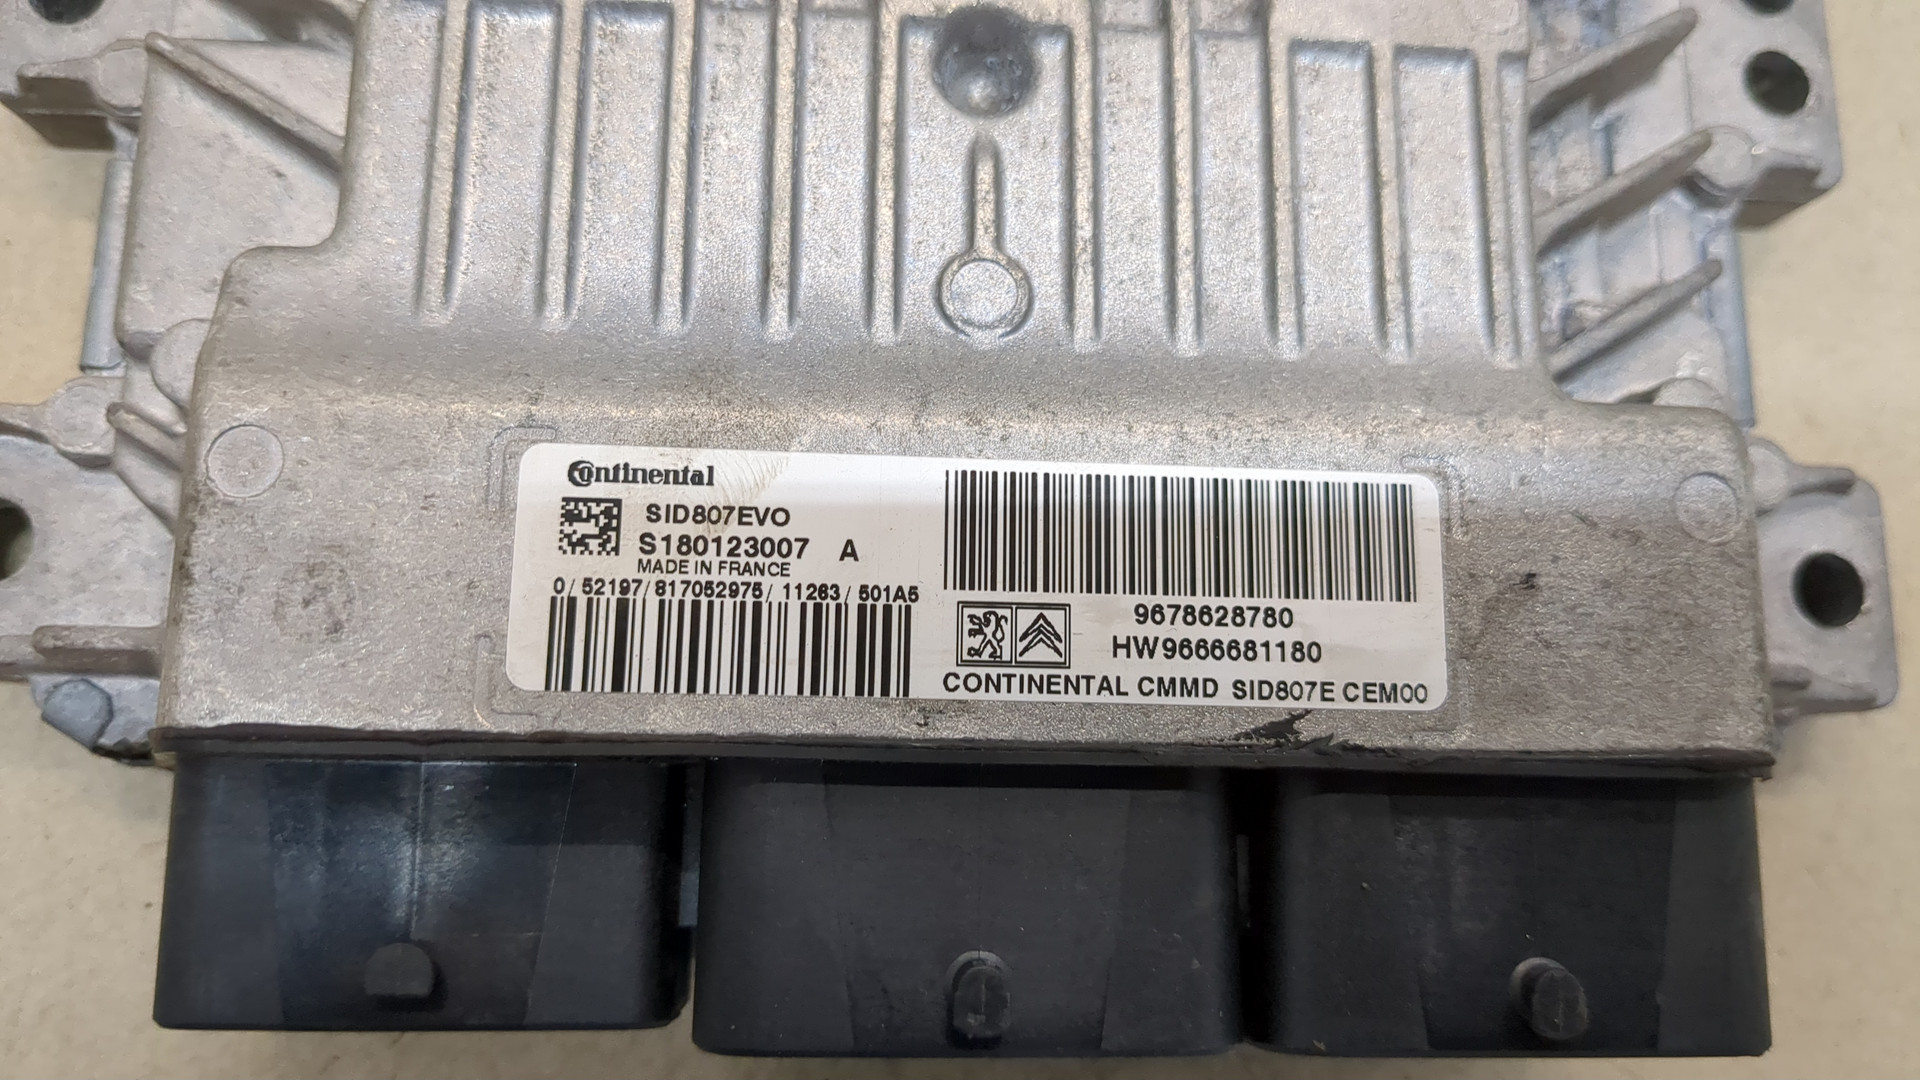 Continental
SID807EVO
S180123007 A
MADE IN FRANCE
0/ 52197/817052975/ 11263/ 501A5
9678628780
HW9666681180
CONTINENTAL CMMD SID807E CEM00